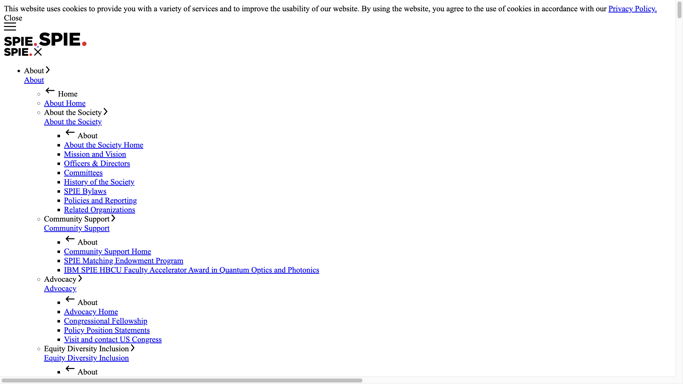 This website uses cookies to provide you with a variety of services and to improve the usability of our website. By using the website, you agree to the use of cookies in accordance with our Privacy Policy.
Close
SPIE. SPIE.
SPIE.
About
About
Home
About Home
About the Society
About the Society
About
About the Society Home
Mission and Vision
Officers & Directors
Committees
History of the Society
SPIE Bylaws
Policies and Reporting
Related Organizations
Community Support
Community Support
About
Community Support Home
SPIE Matching Endowment Program
IBM SPIE HBCU Faculty Accelerator Award in Quantum Optics and Photonics
Advocacy
Advocacy
About
Advocacy Home
Congressional Fellowship
Policy Position Statements
Visit and contact US Congress
Equity Diversity Inclusion
Equity Diversity Inclusion
About